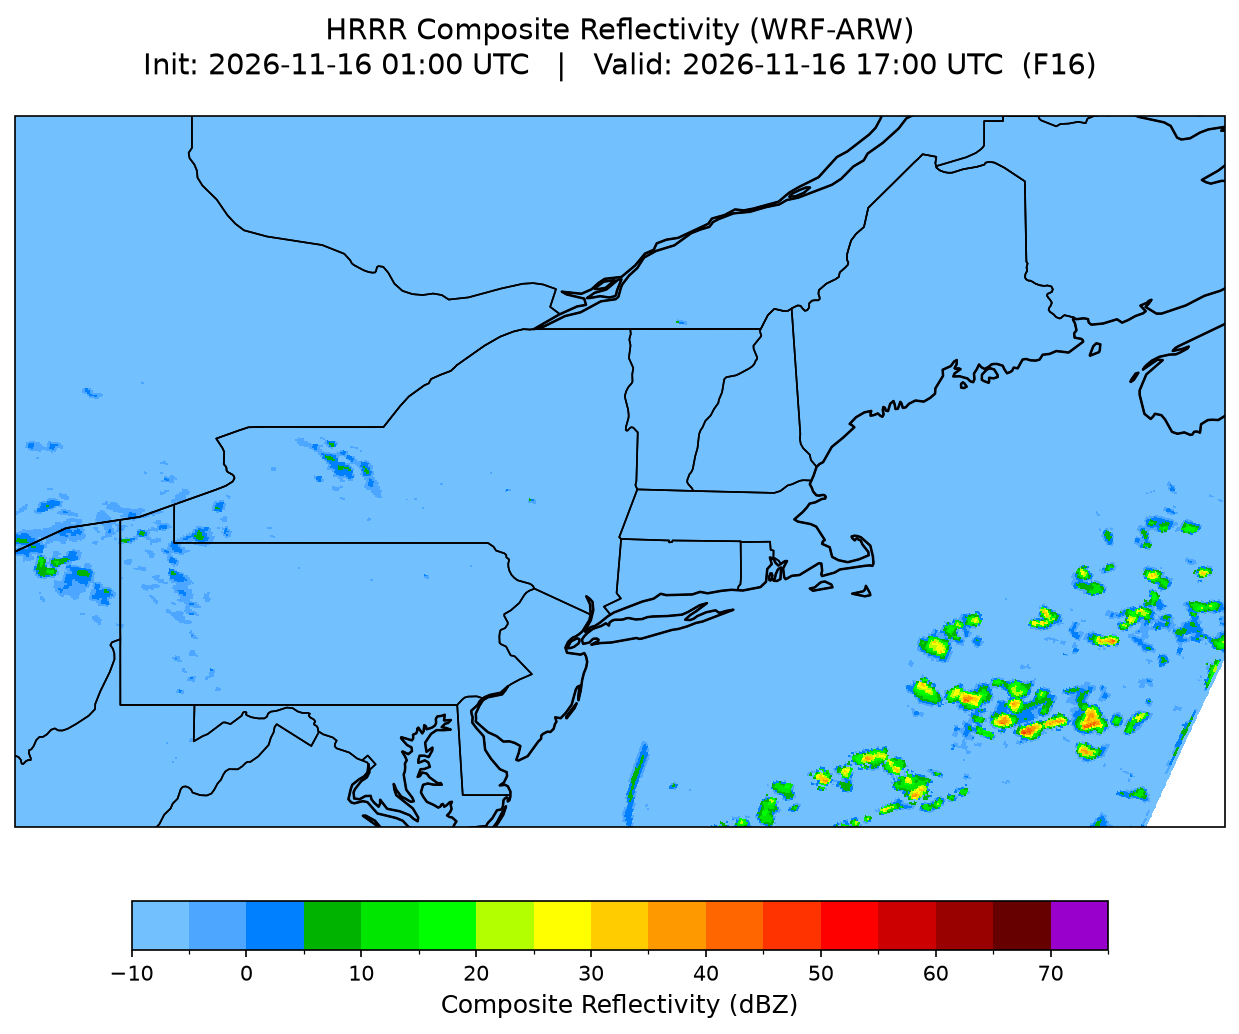 HRRR Composite Reflectivity (WRF-ARW)
Init: 2026-11-16 01:00 UTC | Valid: 2026-11-16 17:00 UTC (F16)
−10 0 10 20 30 40 50 60 70
Composite Reflectivity (dBZ)